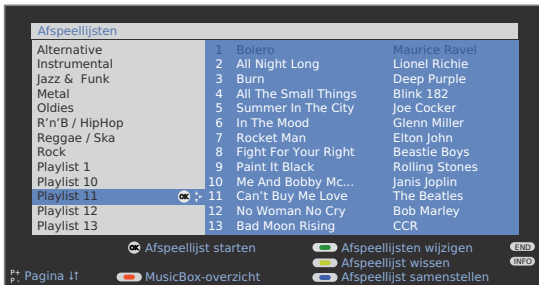 Afspeellijsten
Alternative 1 Bolero Maurice Ravel
Instrumental 2 All Night Long Lionel Richie
Jazz & Funk 3 Burn Deep Purple
Metal 4 All The Small Things Blink 182
Oldies 5 Summer In The City Joe Cocker
R'n'B / HipHop 6 In The Mood Glenn Miller
Reggae / Ska 7 Rocket Man Elton John
Rock 8 Fight For Your Right Beastie Boys
Playlist 1 9 Paint It Black Rolling Stones
Playlist 10 10 Me And Bobby Mc... Janis Joplin
Playlist 11 OK 11 Can't Buy Me Love The Beatles
Playlist 12 12 No Woman No Cry Bob Marley
Playlist 13 13 Bad Moon Rising CCR
OK Afspeellijst starten Afspeellijsten wijzigen END
Afspeellijst wissen INFO
P+ P- Pagina ↓↑ MusicBox-overzicht Afspeellijst samenstellen